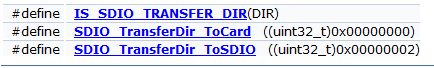 #define IS_SDIO_TRANSFER_DIR(DIR)
#define SDIO_TransferDir_ToCard ((uint32_t)0x00000000)
#define SDIO_TransferDir_ToSDIO ((uint32_t)0x00000002)